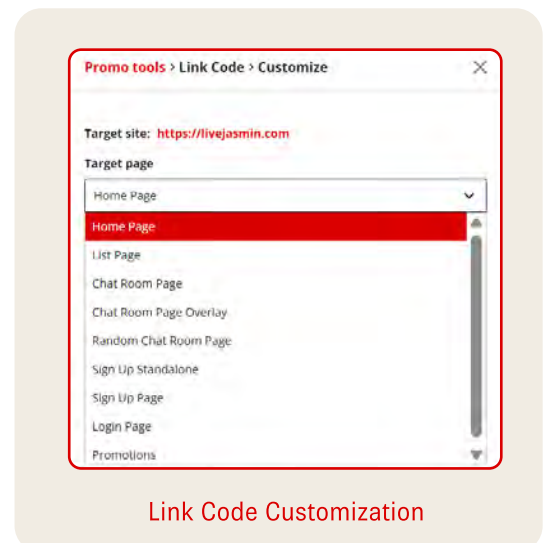 Promo tools > Link Code > Customize
Target site: https://livejasmin.com
Target page
Home Page
Home Page
List Page
Chat Room Page
Chat Room Page Overlay
Random Chat Room Page
Sign Up Standalone
Sign Up Page
Login Page
Promotions
Link Code Customization